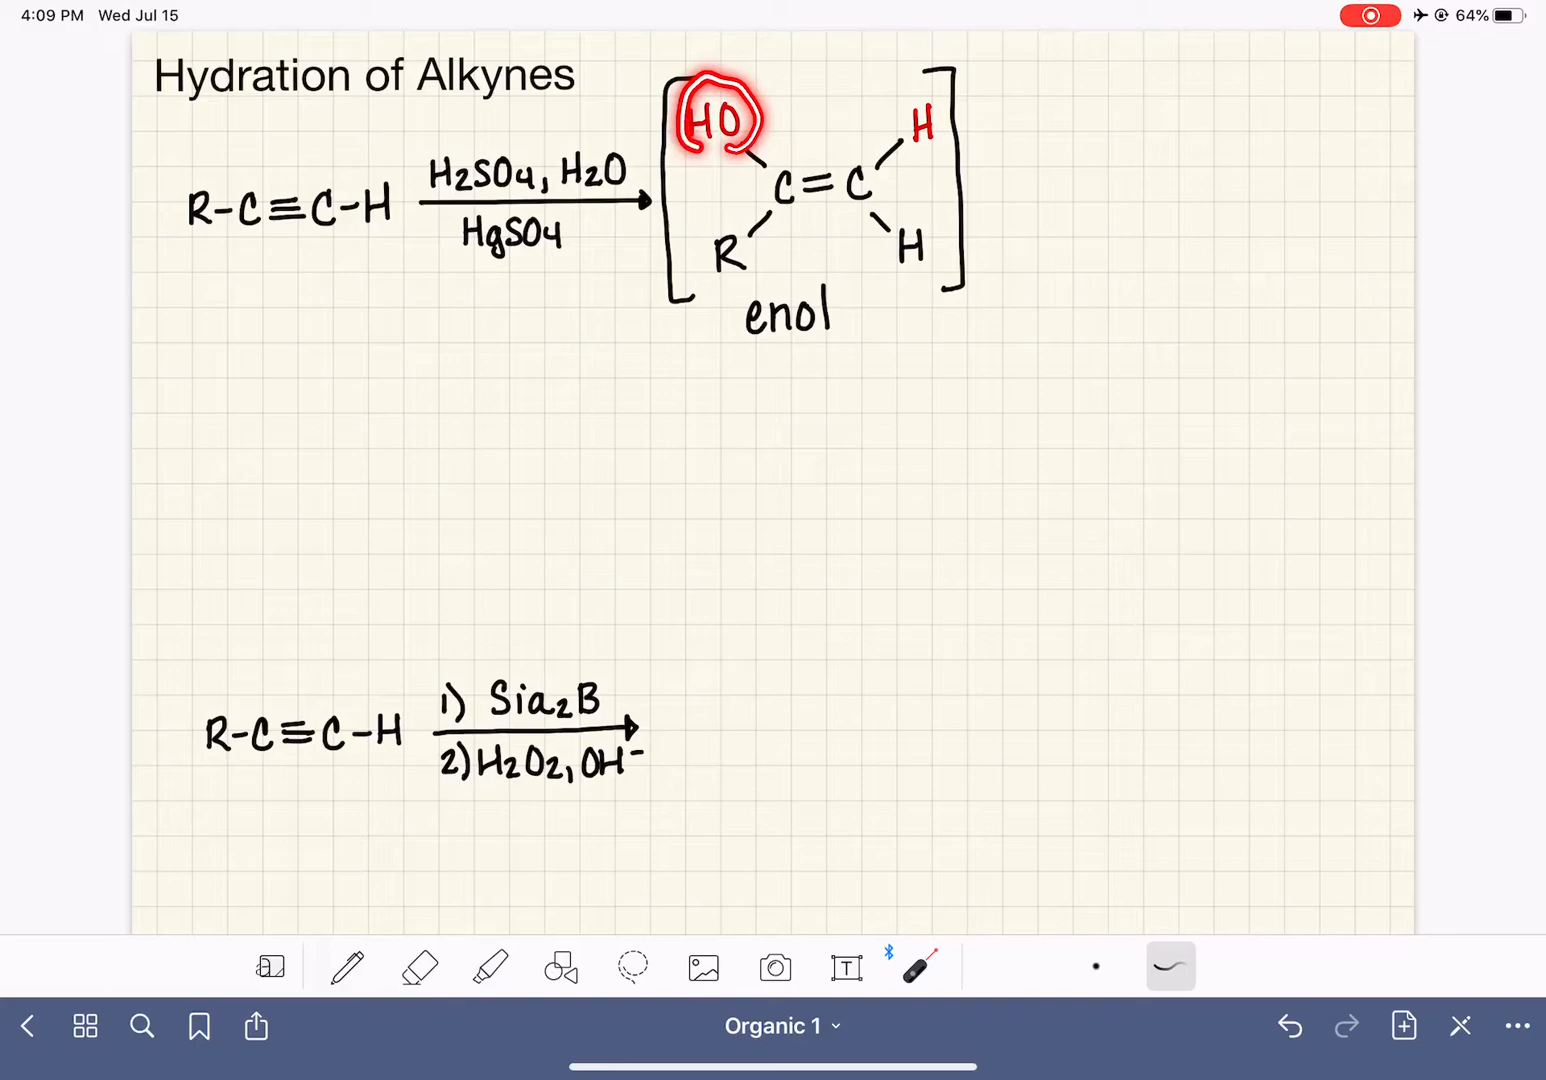 4:09 PM Wed Jul 15
64%
Hydration of Alkynes
R-C≡C-H
H₂SO₄, H₂O
HgSO₄
HO H
C=C
R H
enol
R-C≡C-H
1) Sia₂B
2) H₂O₂, OH⁻
T
Organic 1